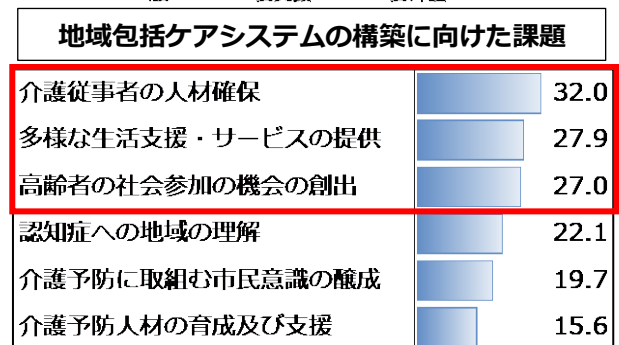 地域包括ケアシステムの構築に向けた課題
介護従事者の人材確保 32.0
多様な生活支援・サービスの提供 27.9
高齢者の社会参加の機会の創出 27.0
認知症への地域の理解 22.1
介護予防に取組む市民意識の醸成 19.7
介護予防人材の育成及び支援 15.6